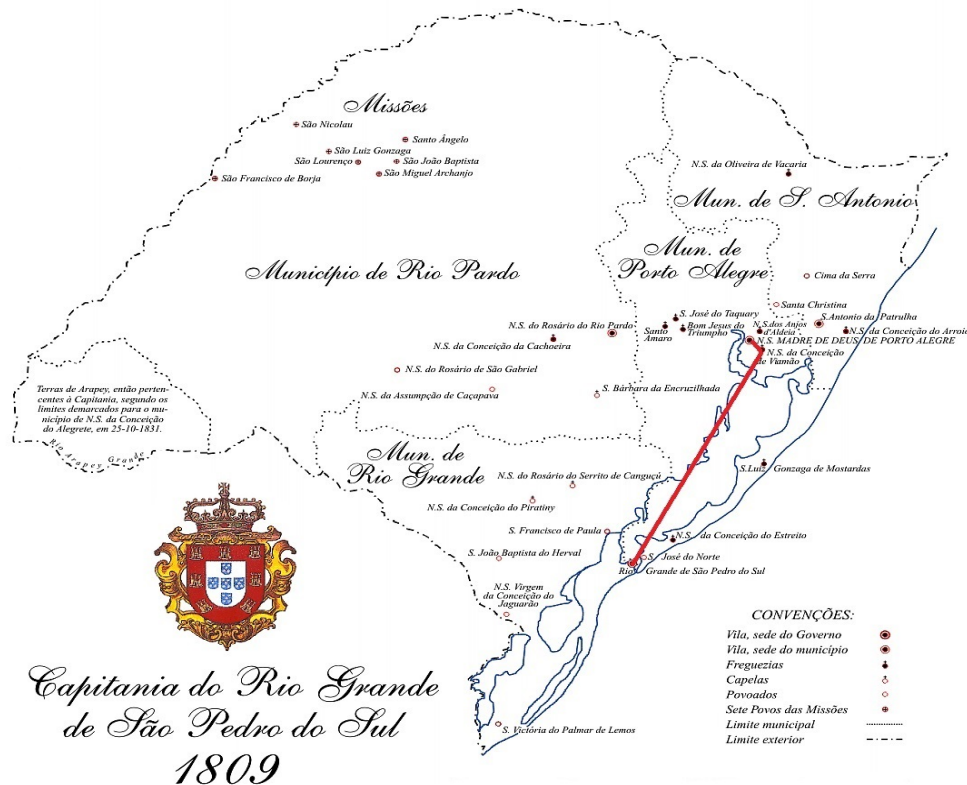 Missões
São Nicolau
Santo Ângelo
São Luiz Gonzaga
São Lourenço
São João Baptista
São Miguel Archanjo
São Francisco de Borja
N.S. da Oliveira de Vacaria
Mun. de S. Antonio
Município de Rio Pardo
Mun. de
Porto Alegre
Cima da Serra
Santa Christina
S. José do Taquary
S.Antonio da Patrulha
N.S. do Rosário do Rio Pardo
Santo
Amaro
Bom Jesus do
Triumpho
N.S.dos Anjos
d'Aldeia
N.S. da Conceição do Arroio
N.S. MADRE DE DEUS DE PORTO ALEGRE
N.S. da Conceição da Cachoeira
N.S. da Conceição
de Viamão
N.S. do Rosário de São Gabriel
N.S. da Assumpção de Caçapava
S. Bárbara da Encruzilhada
Terras de Arapey, então perten-
centes à Capitania, segundo os
limites demarcados para o mu-
nicípio de N.S. da Conceição
do Alegrete, em 25-10-1831.
Rio Arapey Grande
Mun. de
Rio Grande
N.S. do Rosário do Serrito de Canguçú
S.Luiz Gonzaga de Mostardas
N.S. da Conceição do Piratiny
S. Francisco de Paula
N.S. da Conceição do Estreito
S. João Baptista do Herval
S. José do Norte
Rio Grande de São Pedro do Sul
N.S. Virgem
da Conceição do
Jaguarão
S. Victória do Palmar de Lemos
Capitania do Rio Grande
de São Pedro do Sul
1809
CONVENÇÕES:
Vila, sede do Governo
Vila, sede do município
Freguezias
Capelas
Povoados
Sete Povos das Missões
Limite municipal
Limite exterior